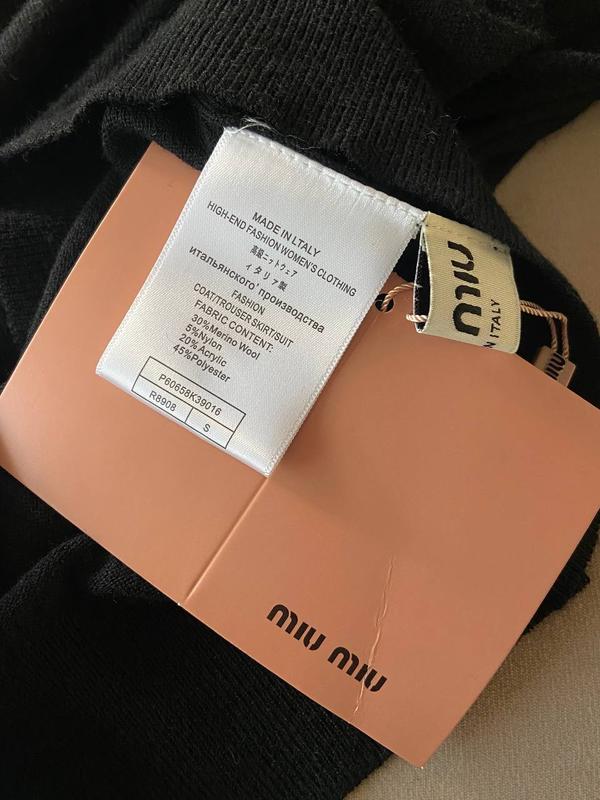 MADE IN LTALY
HIGH-END FASHION WOMEN'S CLOTHING
高級ニットウェア
イタリア製
итальянского' производства
FASHION
COAT/TROUSER SKIRT/SUIT
FABRIC CONTENT:
30%Merino Wool
5%Nylon
20%Acrylic
45%Polyester
P60658K39016
R8908 S
miu
N ITALY
MIU
miu miu